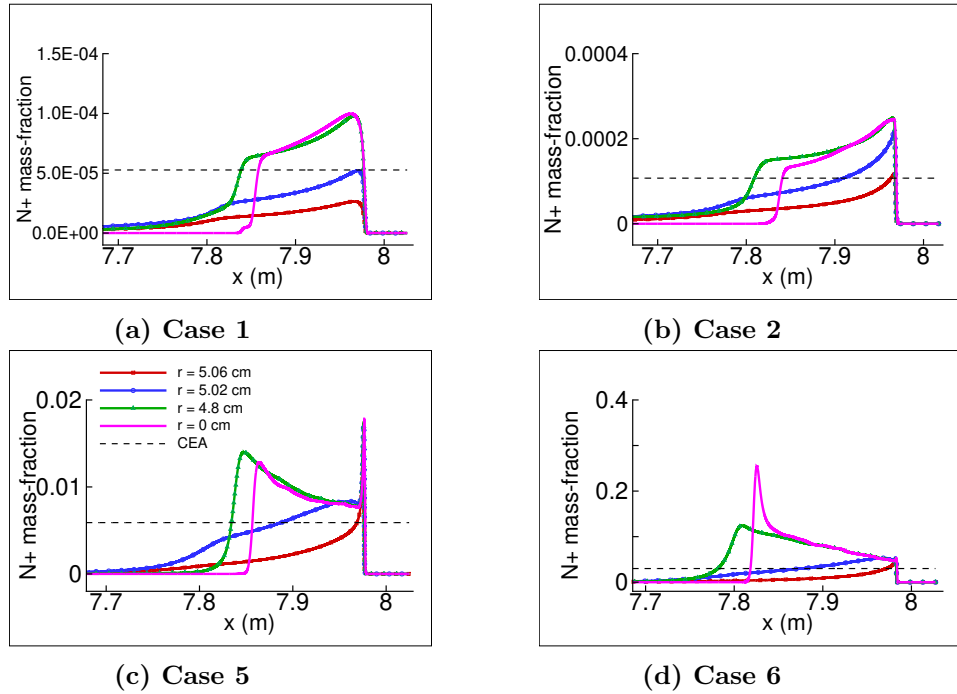 N+ mass-fraction
1.5E-04
1.0E-04
5.0E-05
0.0E+00
7.7 7.8 7.9 8
x (m)
(a) Case 1
N+ mass-fraction
0.0004
0.0002
0
7.7 7.8 7.9 8
x (m)
(b) Case 2
N+ mass-fraction
0.02
0.01
0
r = 5.06 cm
r = 5.02 cm
r = 4.8 cm
r = 0 cm
CEA
7.7 7.8 7.9 8
x (m)
(c) Case 5
N+ mass-fraction
0.4
0.2
0
7.7 7.8 7.9 8
x (m)
(d) Case 6